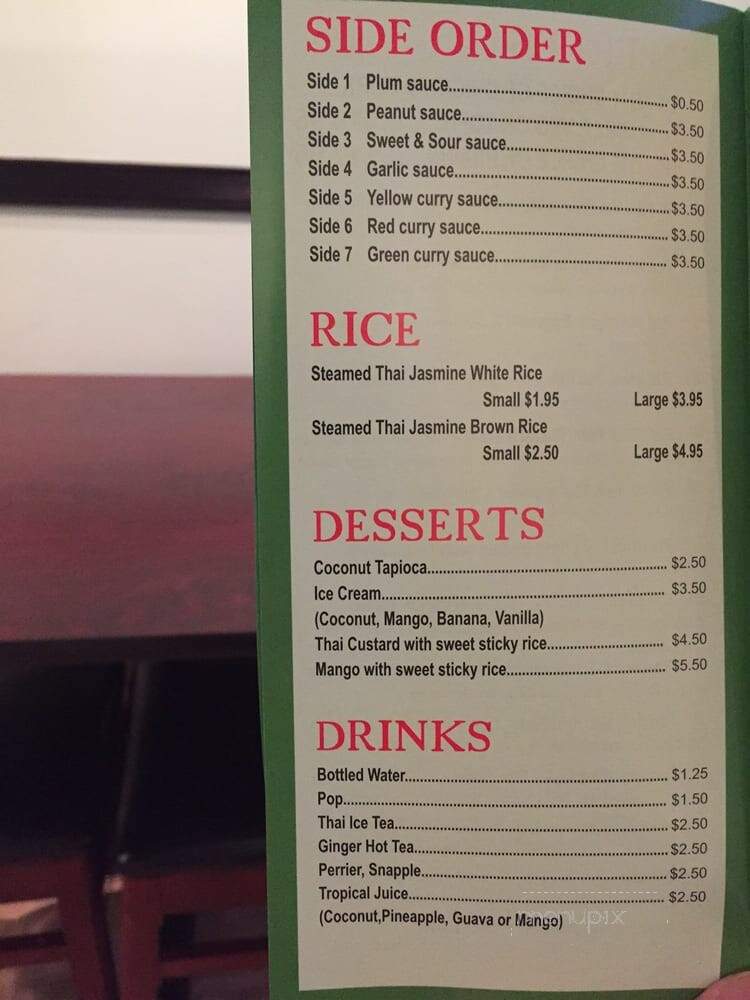 SIDE ORDER
Side 1 Plum sauce........ $0.50
Side 2 Peanut sauce........ $3.50
Side 3 Sweet & Sour sauce........ $3.50
Side 4 Garlic sauce........ $3.50
Side 5 Yellow curry sauce........ $3.50
Side 6 Red curry sauce........ $3.50
Side 7 Green curry sauce........ $3.50
RICE
Steamed Thai Jasmine White Rice
Small $1.95 Large $3.95
Steamed Thai Jasmine Brown Rice
Small $2.50 Large $4.95
DESSERTS
Coconut Tapioca........ $2.50
Ice Cream........ $3.50
(Coconut, Mango, Banana, Vanilla)
Thai Custard with sweet sticky rice........ $4.50
Mango with sweet sticky rice........ $5.50
DRINKS
Bottled Water........ $1.25
Pop........ $1.50
Thai Ice Tea........ $2.50
Ginger Hot Tea........ $2.50
Perrier, Snapple........ $2.50
Tropical Juice........ $2.50
(Coconut,Pineapple, Guava or Mango)
menupix